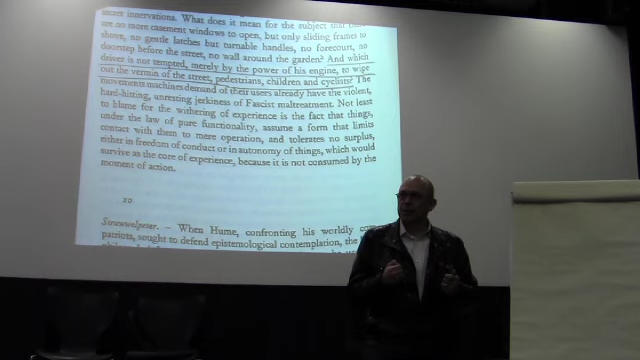 secret innervations. What does it mean for the subject that there
are no more casement windows to open, but only sliding frames to
shove, no gentle latches but turnable handles, no forecourt, no
doorstep before the street, no wall around the garden? And which
driver is not tempted, merely by the power of his engine, to wipe
out the vermin of the street, pedestrians, children and cyclists? The
movements machines demand of their users already have the violent,
hard-hitting, unresting jerkiness of Fascist maltreatment. Not least
to blame for the withering of experience is the fact that things,
under the law of pure functionality, assume a form that limits
contact with them to mere operation, and tolerates no surplus,
either in freedom of conduct or in autonomy of things, which would
survive as the core of experience, because it is not consumed by the
moment of action.
20
Struwwelpeter. – When Hume, confronting his worldly com-
patriots, sought to defend epistemological contemplation, the